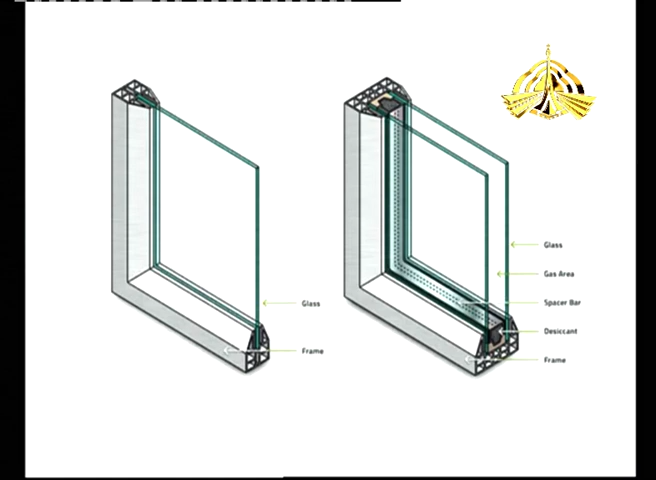 Glass
Frame
Glass
Gas Area
Spacer Bar
Desiccant
Frame